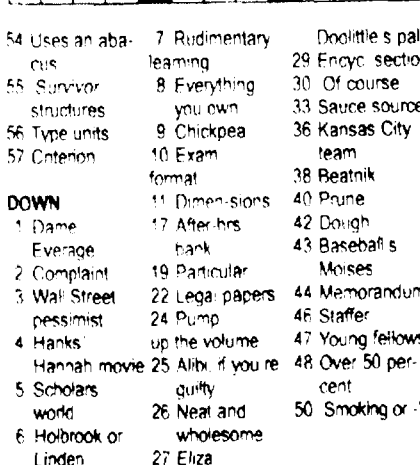 54 Uses an aba-
cus
55 Survivor
structures
56 Type units
57 Criterion
DOWN
1 Dame
Everage
2 Complaint
3 Wall Street
pessimist
4 Hanks
Hannah movie
5 Scholars
world
6 Holbrook or
Linden
7 Rudimentary
learning
8 Everything
you own
9 Chickpea
10 Exam
format
11 Dimen-sions
17 After-hrs
bank
19 Particular
22 Legal papers
24 Pump
up the volume
25 Alibi, if you re
guilty
26 Neat and
wholesome
27 Eliza
Doolittle s pal
29 Encyc sectio
30 Of course
33 Sauce source
36 Kansas City
team
38 Beatnik
40 Prune
42 Dough
43 Baseball s
Moises
44 Memorandum
46 Staffer
47 Young fellows
48 Over 50 per-
cent
50 Smoking or